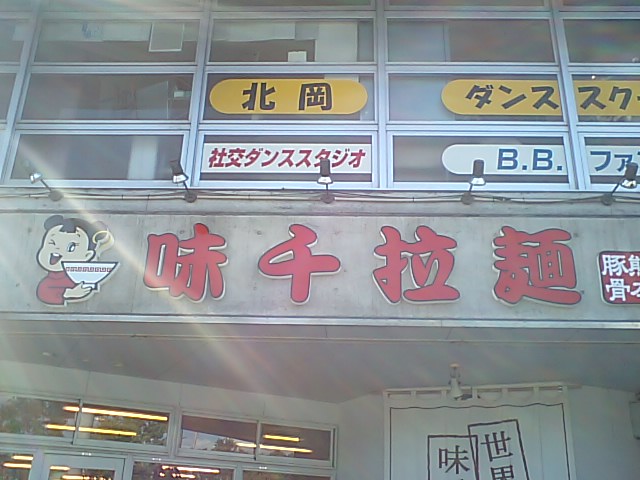 北岡 ダンススクー
社交ダンススタジオ
B.B. ファ
味千拉麺
豚骨
世界
味